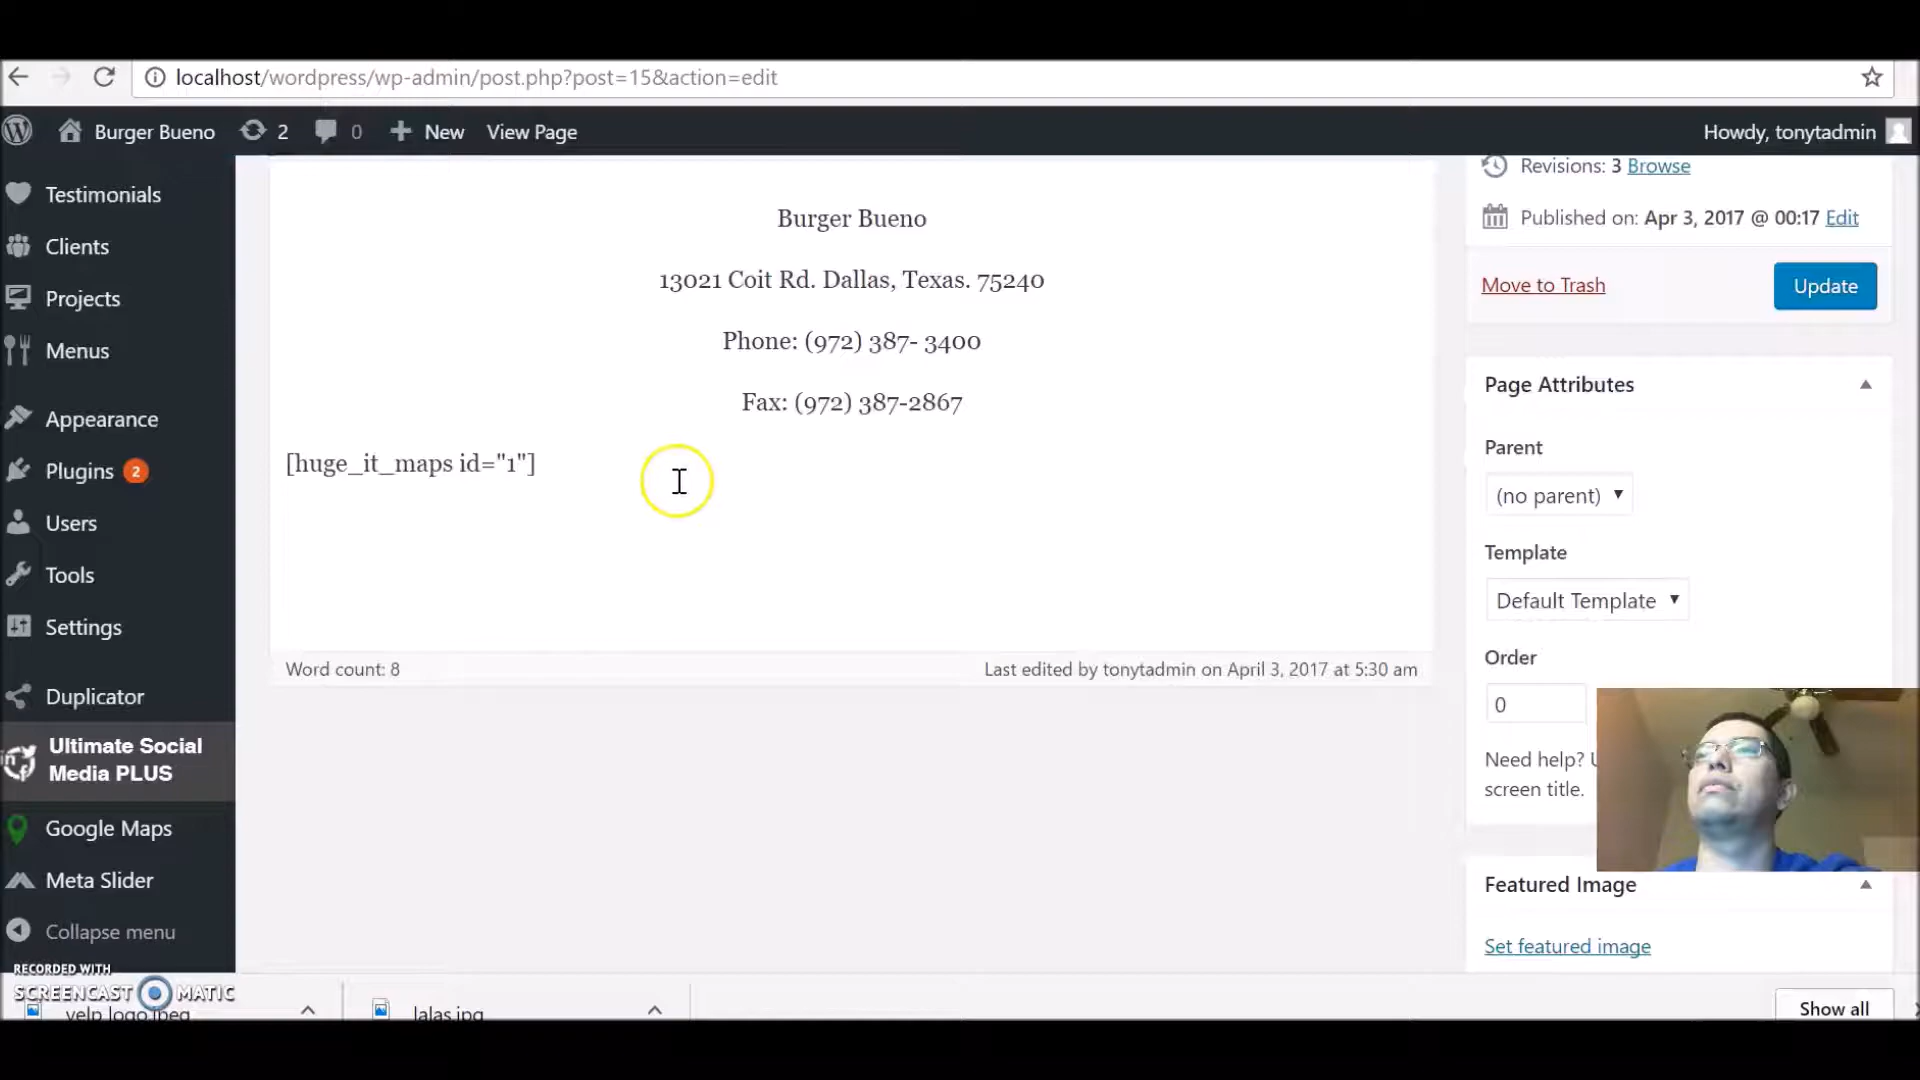 localhost/wordpress/wp-admin/post.php?post=15&action=edit
Burger Bueno 2 0 New View Page Howdy, tonytadmin
Testimonials
Clients
Projects
Menus
Appearance
Plugins 2
Users
Tools
Settings
Duplicator
Ultimate Social
Media PLUS
Google Maps
Meta Slider
Collapse menu
Burger Bueno
13021 Coit Rd. Dallas, Texas. 75240
Phone: (972) 387- 3400
Fax: (972) 387-2867
[huge_it_maps id="1"]
Word count: 8
Last edited by tonytadmin on April 3, 2017 at 5:30 am
Revisions: 3 Browse
Published on: Apr 3, 2017 @ 00:17 Edit
Move to Trash
Update
Page Attributes
Parent
(no parent)
Template
Default Template
Order
0
Need help?
screen title.
Featured Image
Set featured image
RECORDED WITH
SCREENCAST MATIC
yelp logo.jpeg
lalas.jpg
Show all